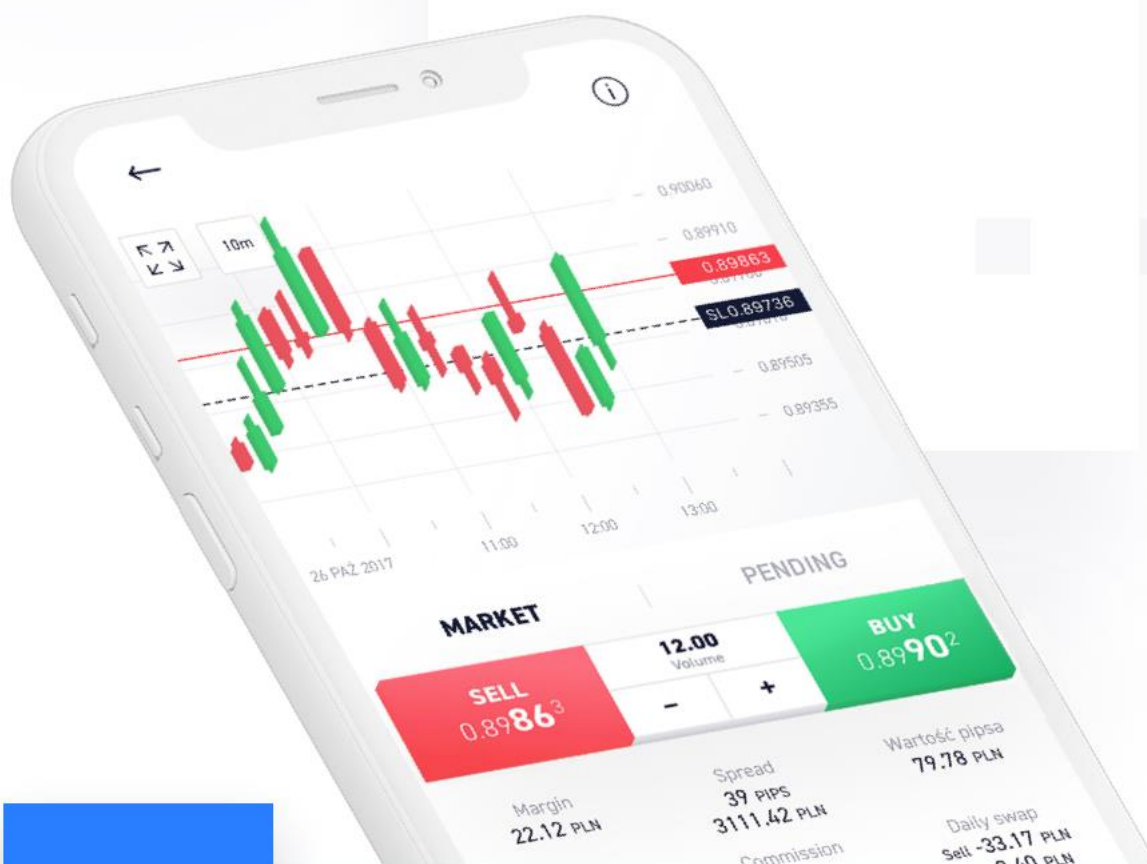 10m
0.90060
0.89910
0.89863
SL0.89736
0.89505
0.89355
26 PAŹ 2017
11:00
12:00
13:00
MARKET
PENDING
SELL
0.89863
12.00
Volume
-
+
BUY
0.89902
Margin
22.12 PLN
Spread
39 PIPS
3111.42 PLN
Wartość pipsa
79.78 PLN
Commission
Daily swap
Sell -33.17 PLN